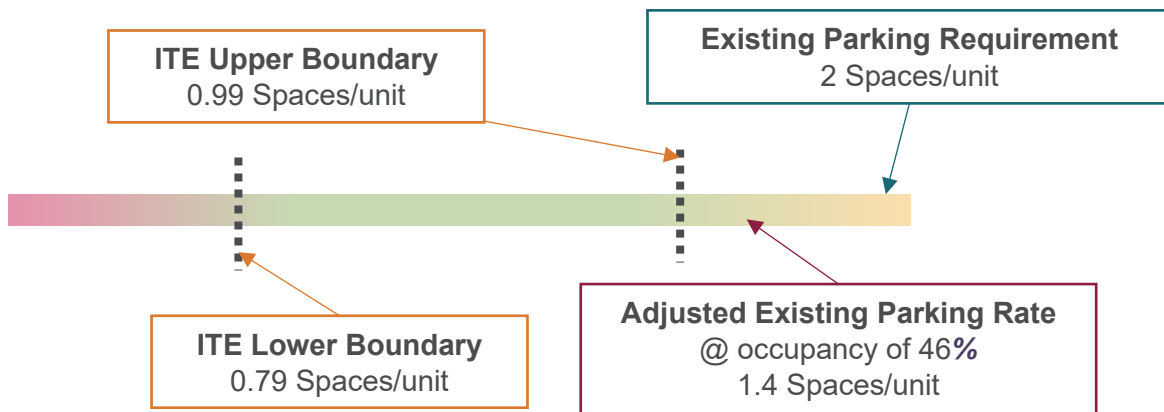 ITE Upper Boundary
0.99 Spaces/unit
Existing Parking Requirement
2 Spaces/unit
ITE Lower Boundary
0.79 Spaces/unit
Adjusted Existing Parking Rate
@ occupancy of 46%
1.4 Spaces/unit